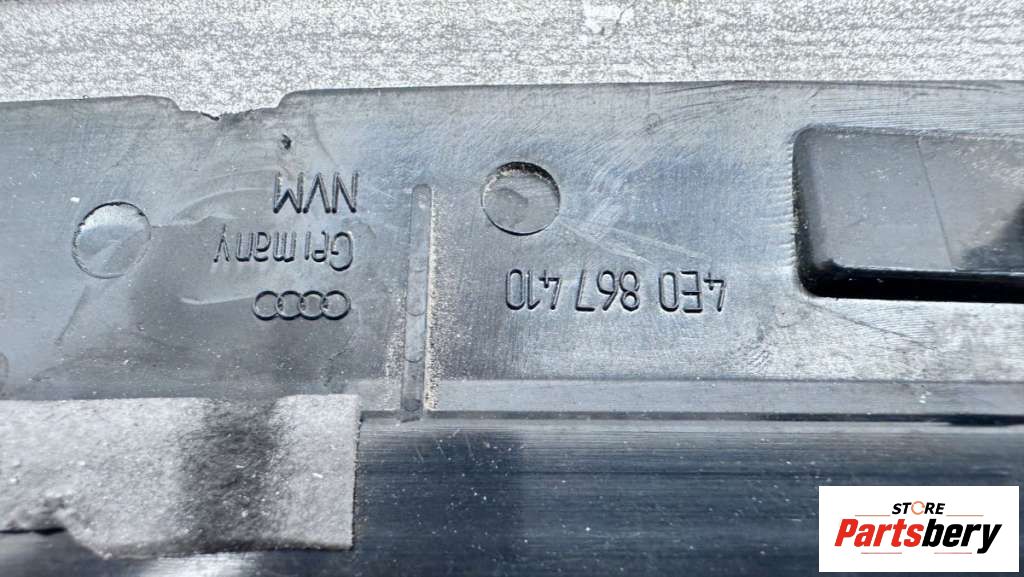 4E0 867 410
NVM
Germany
STORE
Partsbery